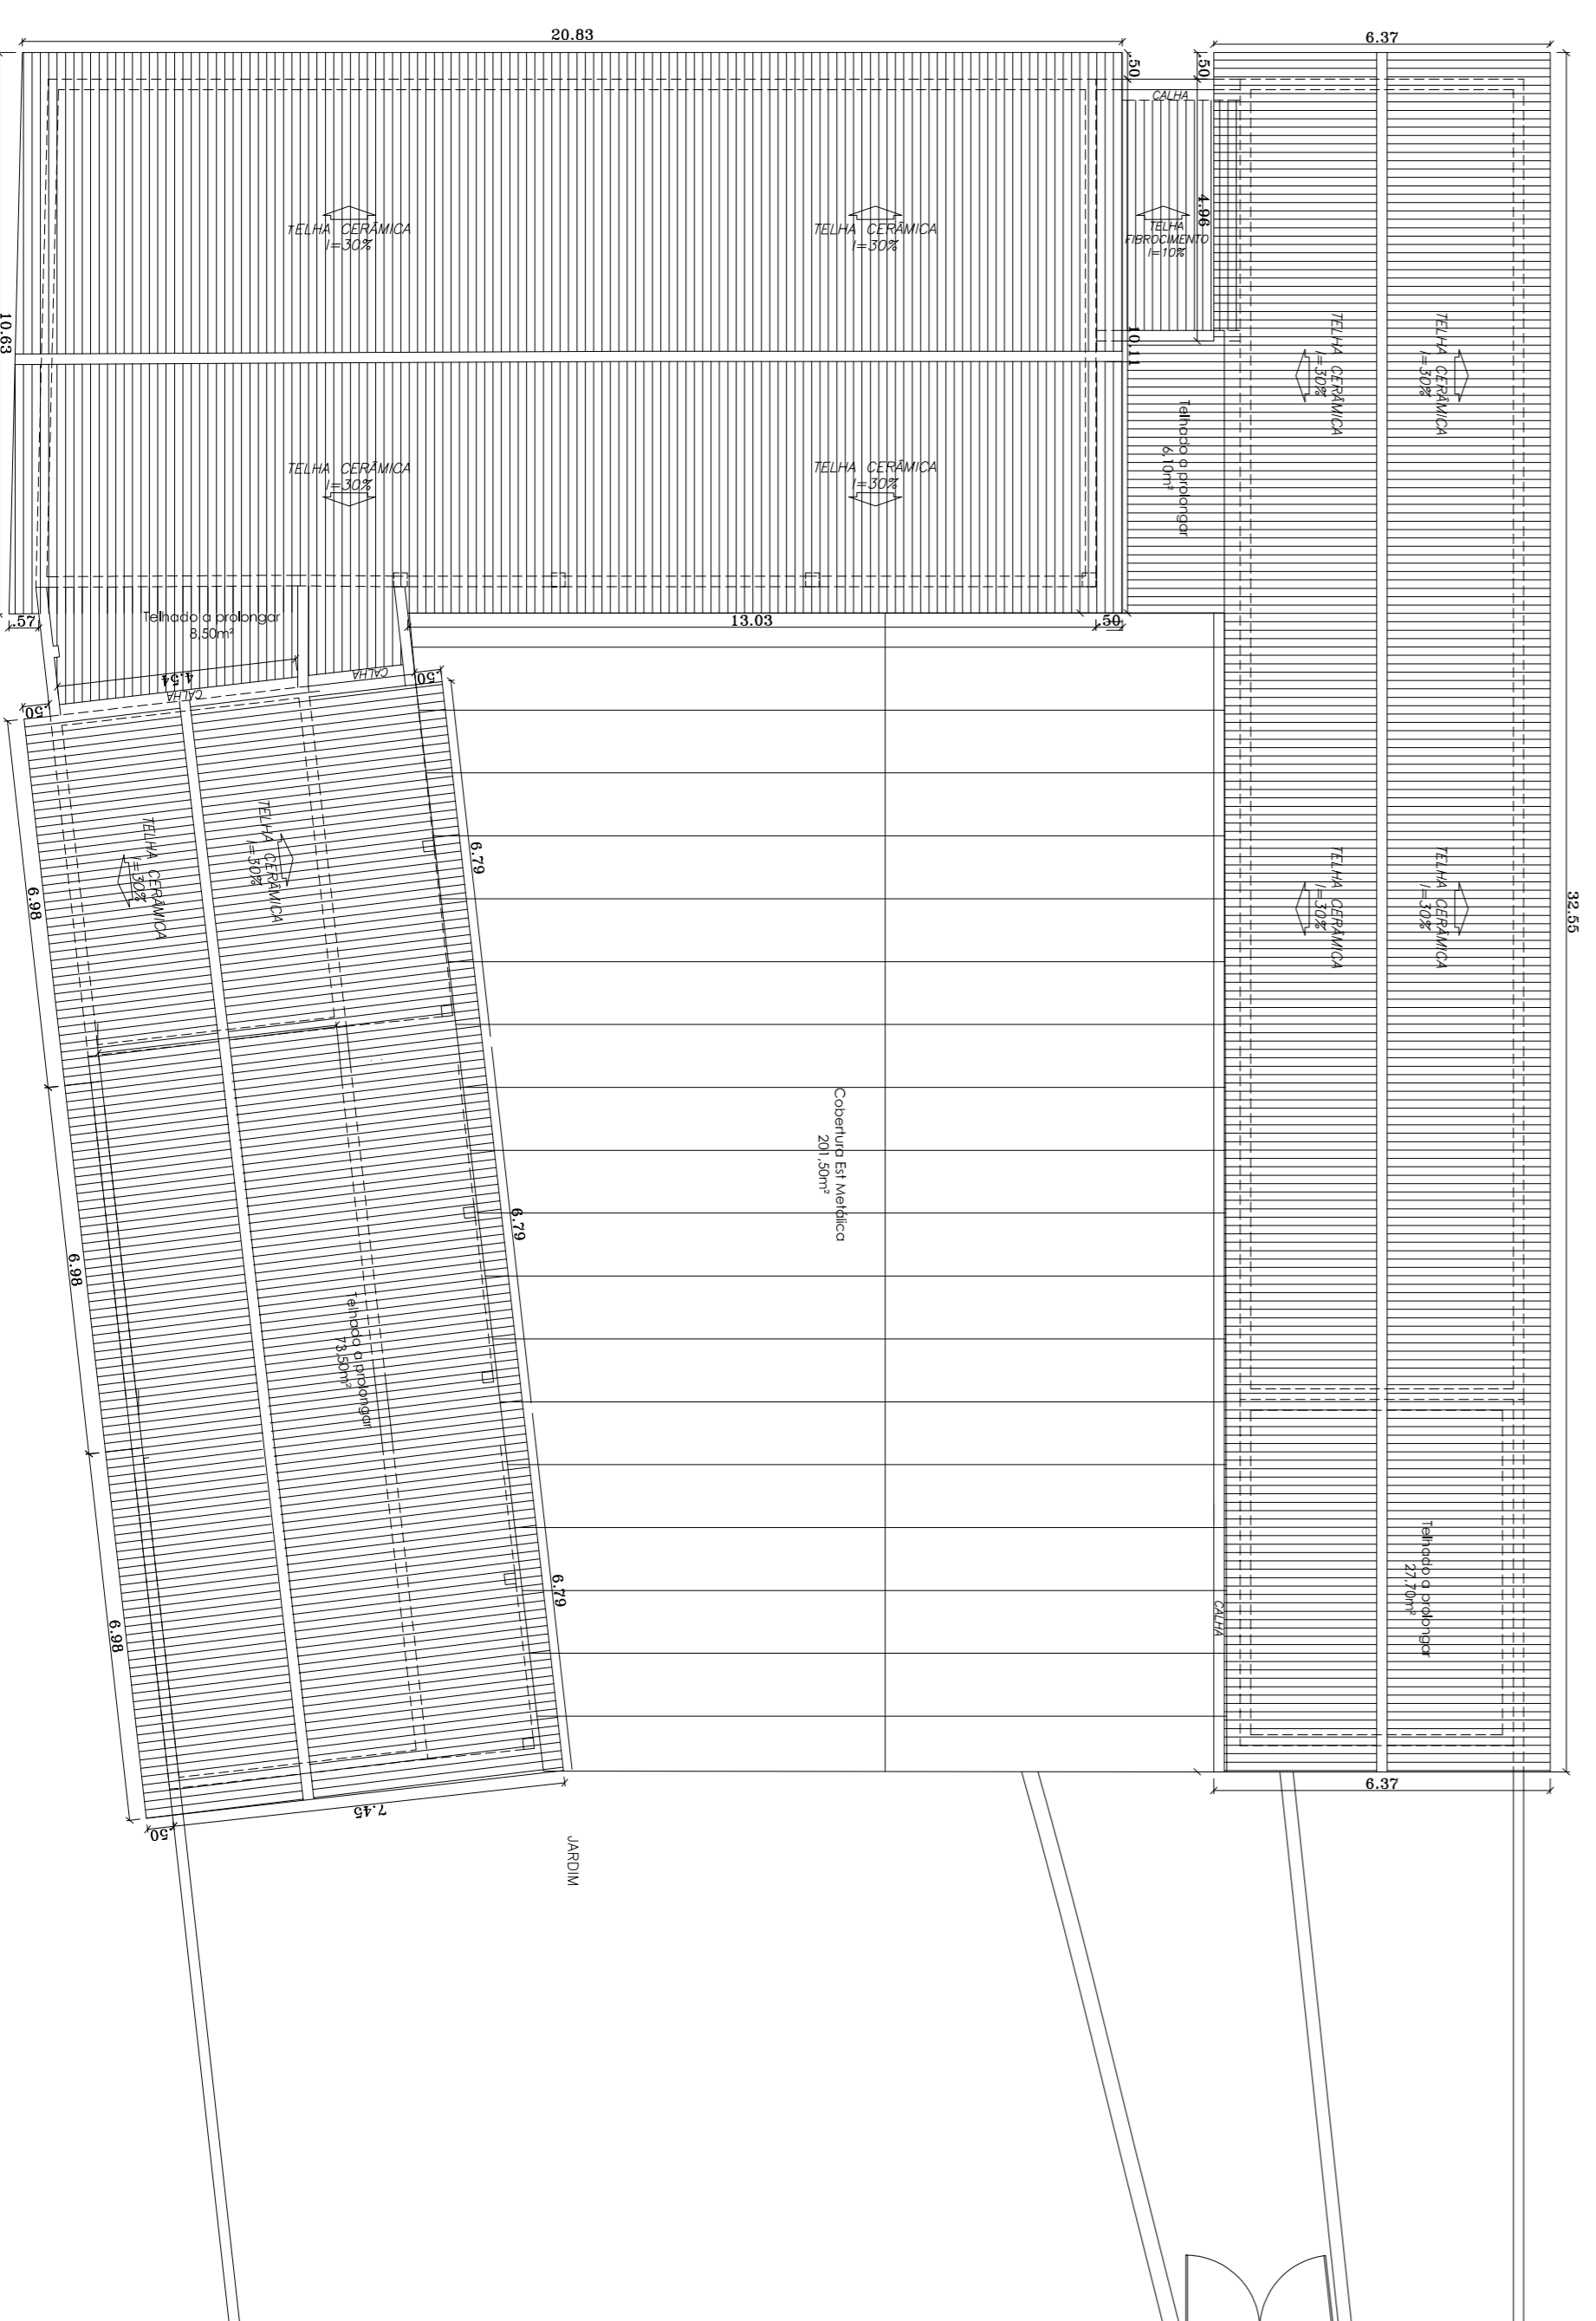 20.83
6.37
.50
.50
CALHA
4.96
TELHA CERÂMICA
I=30%
TELHA CERÂMICA
I=30%
TELHA
FIBROCIMENTO
I=10%
10.63
10.11
TELHA CERÂMICA
I=30%
TELHA CERÂMICA
I=30%
Telhado a prolongar
6,10m²
TELHA CERÂMICA
I=30%
TELHA CERÂMICA
I=30%
.57
Telhado a prolongar
8,50m²
13.03
.50
4.54
CALHA
CALHA
.50
.50
TELHA CERÂMICA
I=30%
TELHA CERÂMICA
I=30%
6.79
6.98
TELHA CERÂMICA
I=30%
TELHA CERÂMICA
I=30%
32.55
Cobertura Est Metálica
201,50m²
6.79
6.98
Telhado a prolongar
73,50m²
6.79
6.98
CALHA
Telhado a prolongar
27,70m²
6.37
7.45
.50
JARDIM